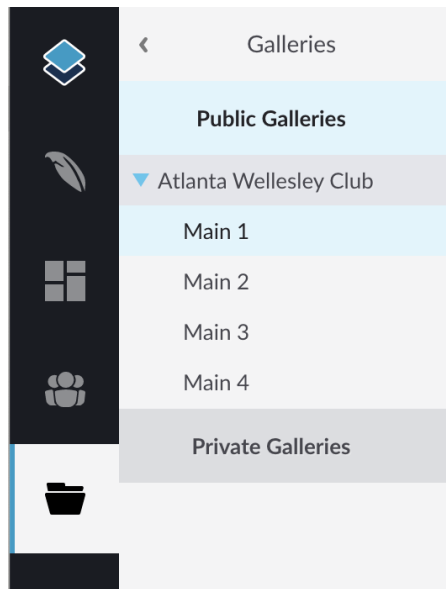 Galleries
Public Galleries
Atlanta Wellesley Club
Main 1
Main 2
Main 3
Main 4
Private Galleries